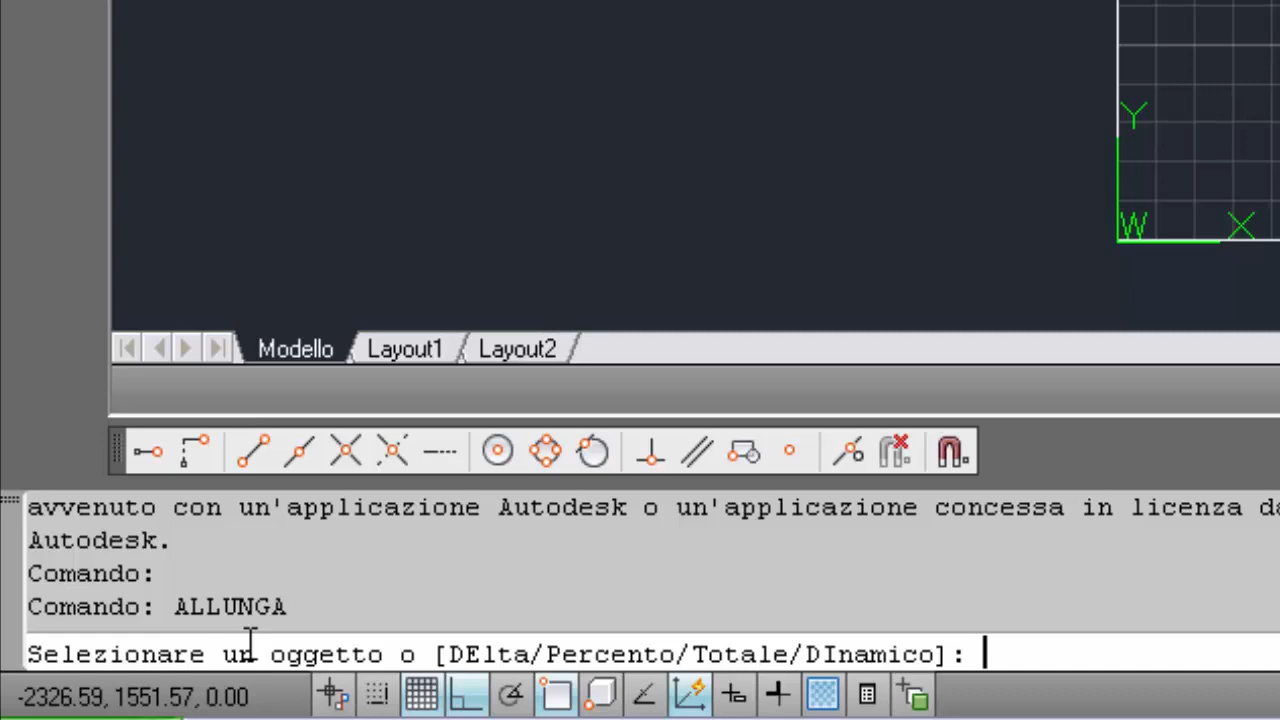 Y
W X
Modello Layout1 Layout2
avvenuto con un'applicazione Autodesk o un'applicazione concessa in licenza da
Autodesk.
Comando:
Comando: ALLUNGA
Selezionare un oggetto o [DElta/Percento/Totale/DInamico]:
-2326.59, 1551.57, 0.00